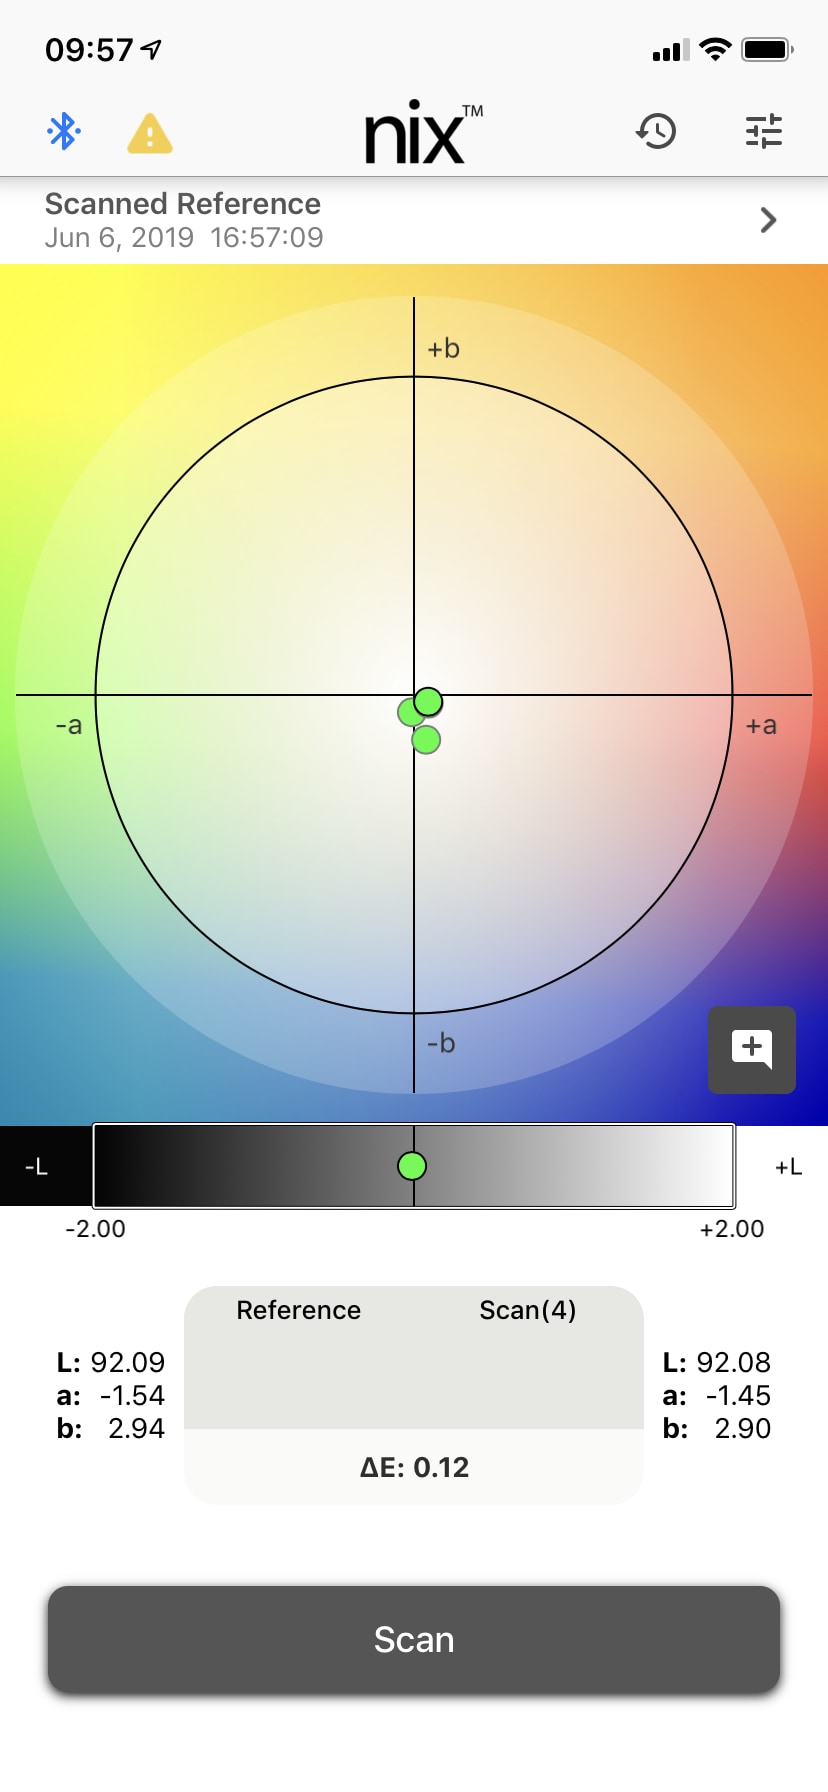 09:57
nix™
Scanned Reference
Jun 6, 2019 16:57:09
+b
-a
+a
-b
-L
+L
-2.00
+2.00
Reference
Scan(4)
L: 92.09
a: -1.54
b: 2.94
L: 92.08
a: -1.45
b: 2.90
ΔE: 0.12
Scan